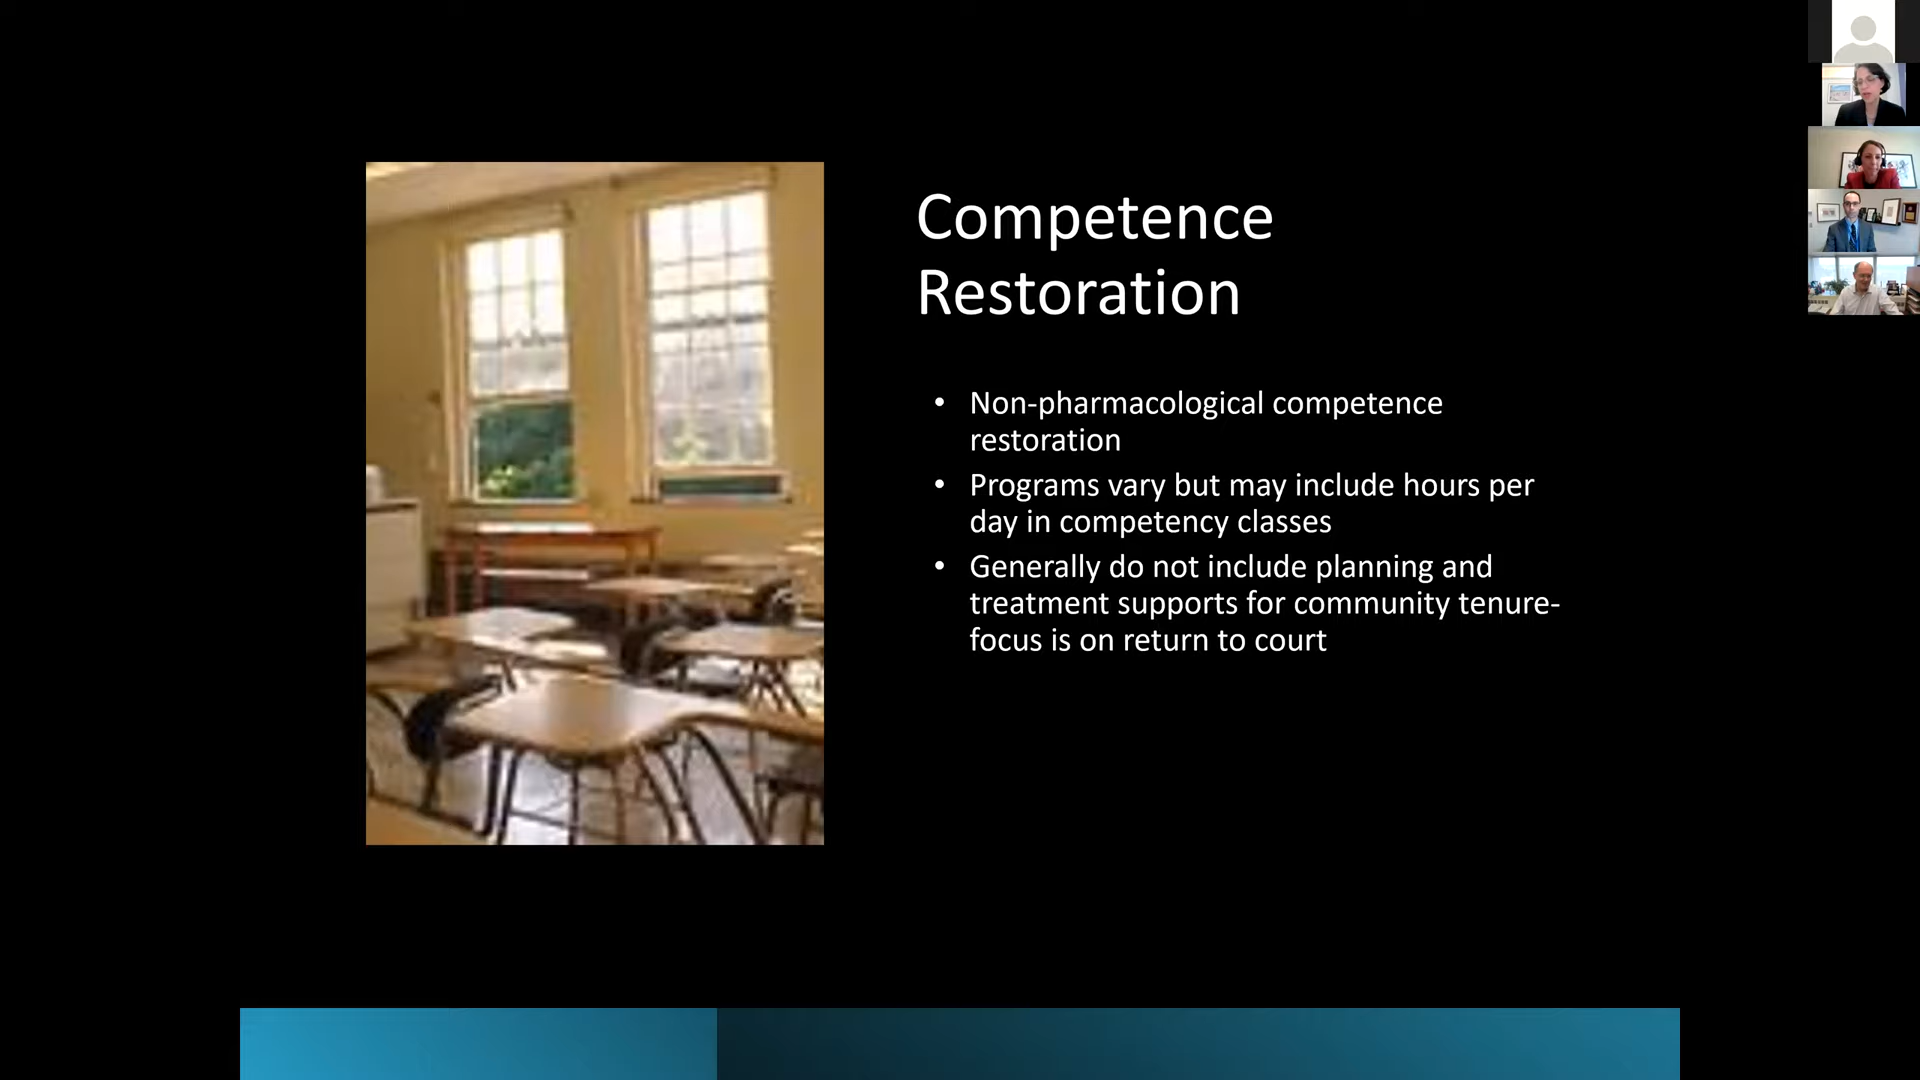 Competence
Restoration
• Non-pharmacological competence
restoration
• Programs vary but may include hours per
day in competency classes
• Generally do not include planning and
treatment supports for community tenure-
focus is on return to court